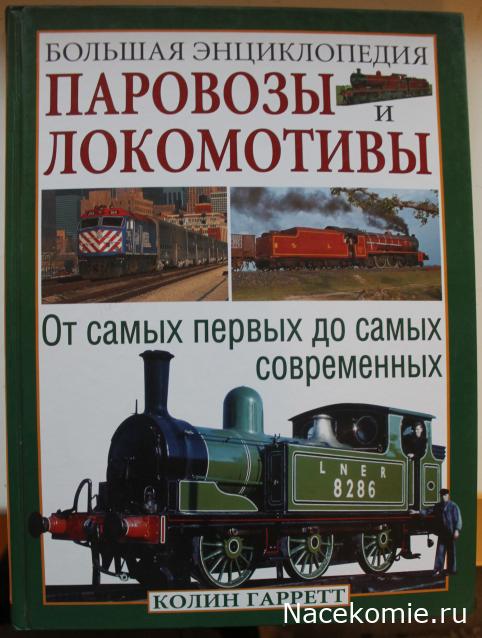 БОЛЬШАЯ ЭНЦИКЛОПЕДИЯ
ПАРОВОЗЫ
И
ЛОКОМОТИВЫ
От самых первых до самых
современных
L N E R
8286
КОЛИН ГАРРЕТТ
Nacekomie.ru